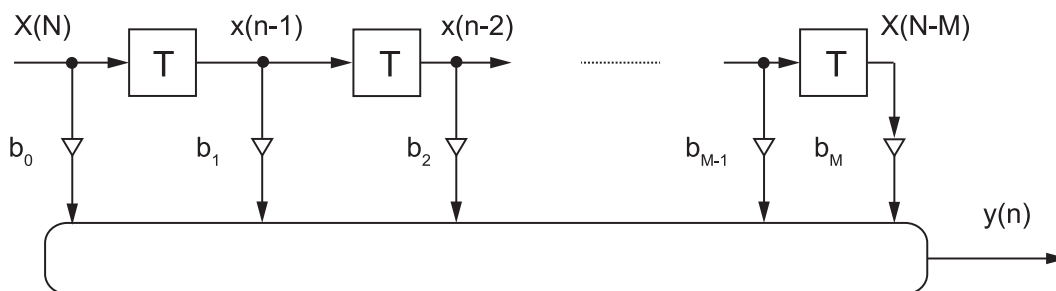 X(N) x(n-1) x(n-2) X(N-M)
T T T
b0 b1 b2 bM-1 bM
y(n)